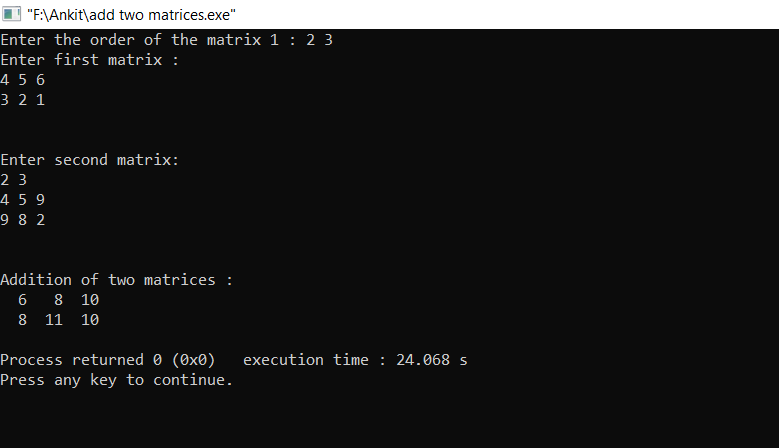 "F:\Ankit\add two matrices.exe"
Enter the order of the matrix 1 : 2 3
Enter first matrix :
4 5 6
3 2 1
Enter second matrix:
2 3
4 5 9
9 8 2
Addition of two matrices :
6 8 10
8 11 10
Process returned 0 (0x0) execution time : 24.068 s
Press any key to continue.